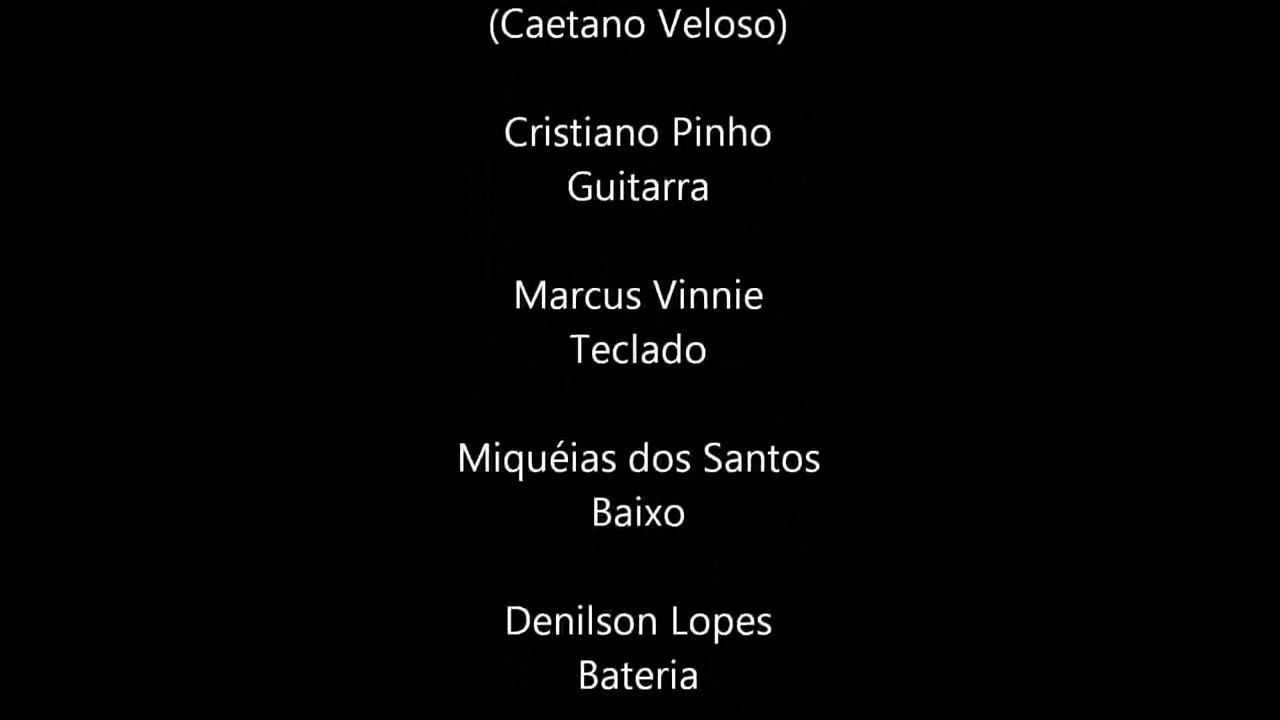 (Caetano Veloso)
Cristiano Pinho
Guitarra
Marcus Vinnie
Teclado
Miquéias dos Santos
Baixo
Denilson Lopes
Bateria